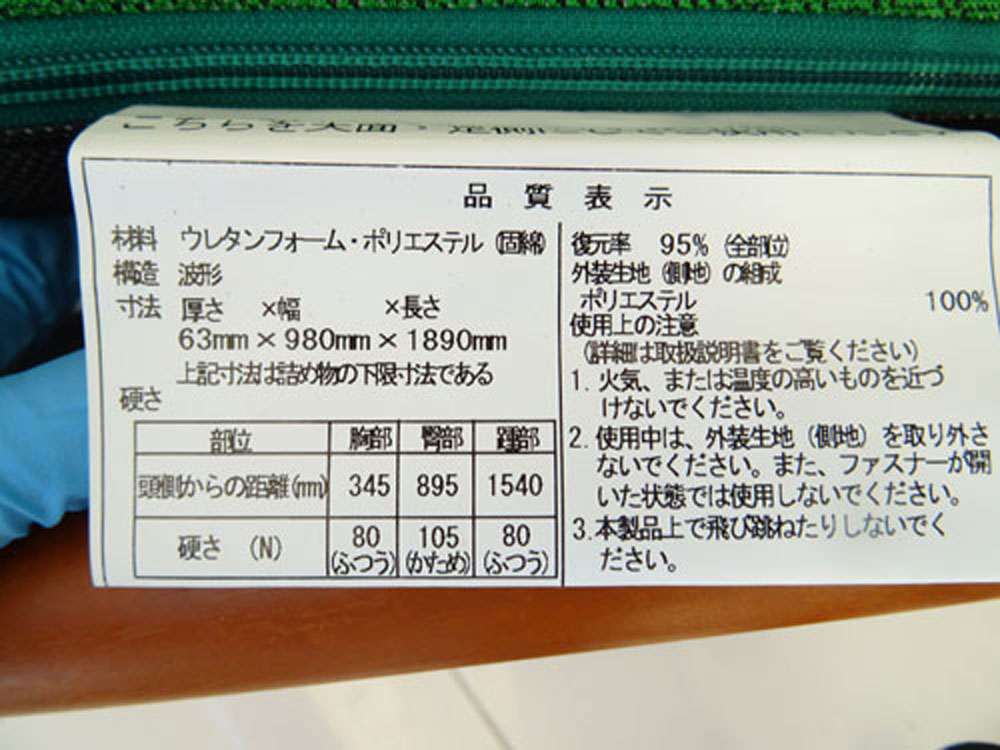 品質表示
材料 ウレタンフォーム・ポリエステル（固綿）
構造 波形
寸法 厚さ ×幅 ×長さ
63mm×980mm×1890mm
上記寸法は詰め物の下限寸法である
硬さ
部位 胸部 臀部 踵部
頭側からの距離(mm) 345 895 1540
硬さ （N） 80(ふつう) 105(かため) 80(ふつう)
復元率 95%（全部位）
外装生地（側地）の組成
ポリエステル 100%
使用上の注意
（詳細は取扱説明書をご覧ください）
1. 火気、または温度の高いものを近づ
けないでください。
2. 使用中は、外装生地（側地）を取り外さ
ないでください。また、ファスナーが開
いた状態では使用しないでください。
3. 本製品上で飛び跳ねたりしないでく
ださい。